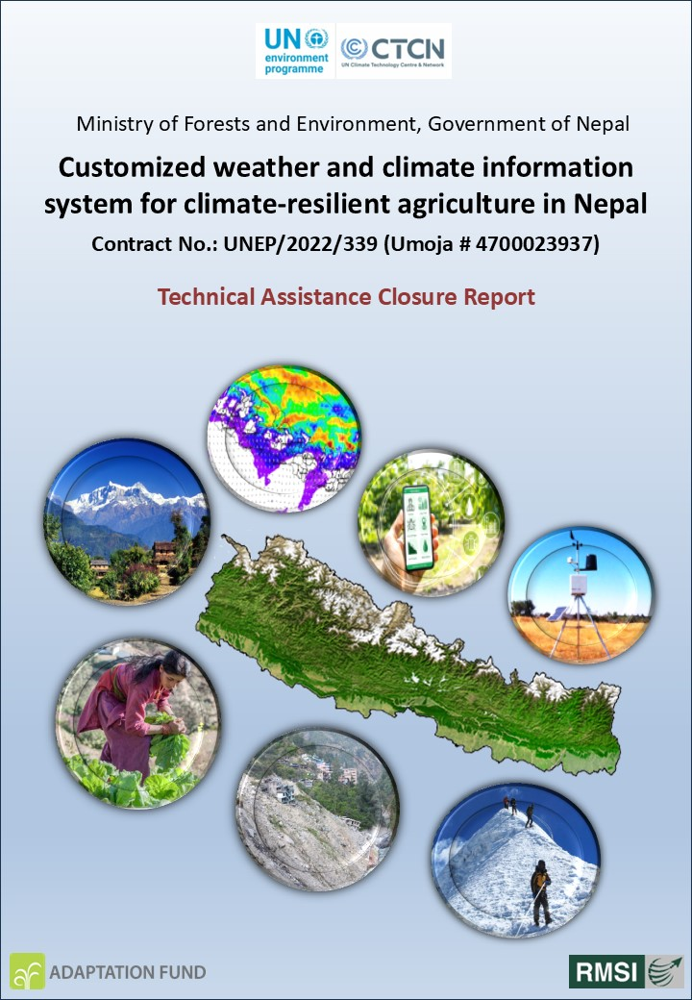 UN
environment
programme
CTCN
UN Climate Technology Centre & Network
Ministry of Forests and Environment, Government of Nepal
Customized weather and climate information
system for climate-resilient agriculture in Nepal
Contract No.: UNEP/2022/339 (Umoja # 4700023937)
Technical Assistance Closure Report
ADAPTATION FUND
RMSI